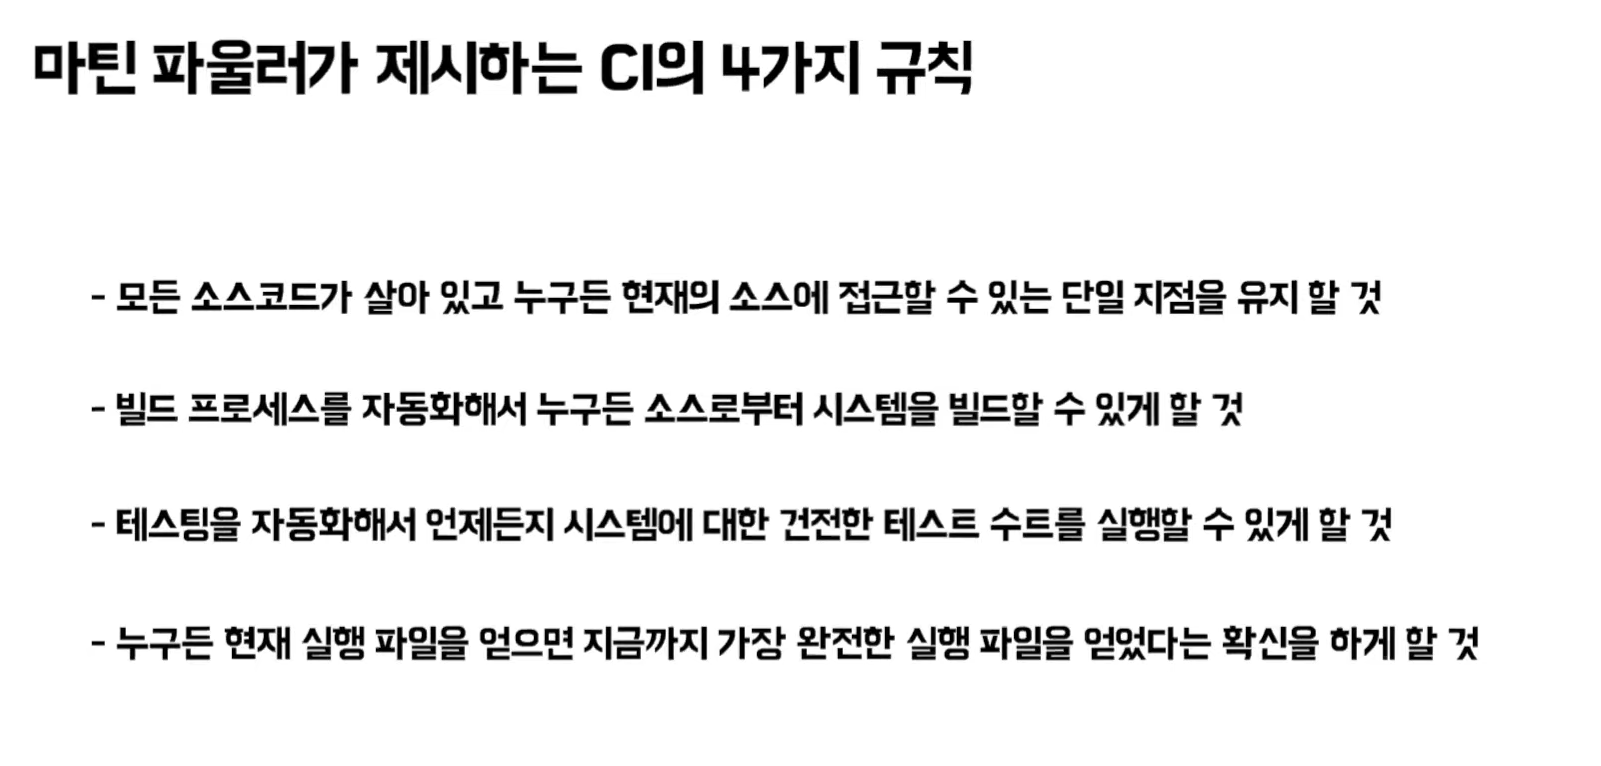 마틴 파울러가 제시하는 CI의 4가지 규칙
- 모든 소스코드가 살아 있고 누구든 현재의 소스에 접근할 수 있는 단일 지점을 유지 할 것
- 빌드 프로세스를 자동화해서 누구든 소스로부터 시스템을 빌드할 수 있게 할 것
- 테스팅을 자동화해서 언제든지 시스템에 대한 건전한 테스트 수트를 실행할 수 있게 할 것
- 누구든 현재 실행 파일을 얻으면 지금까지 가장 완전한 실행 파일을 얻었다는 확신을 하게 할 것